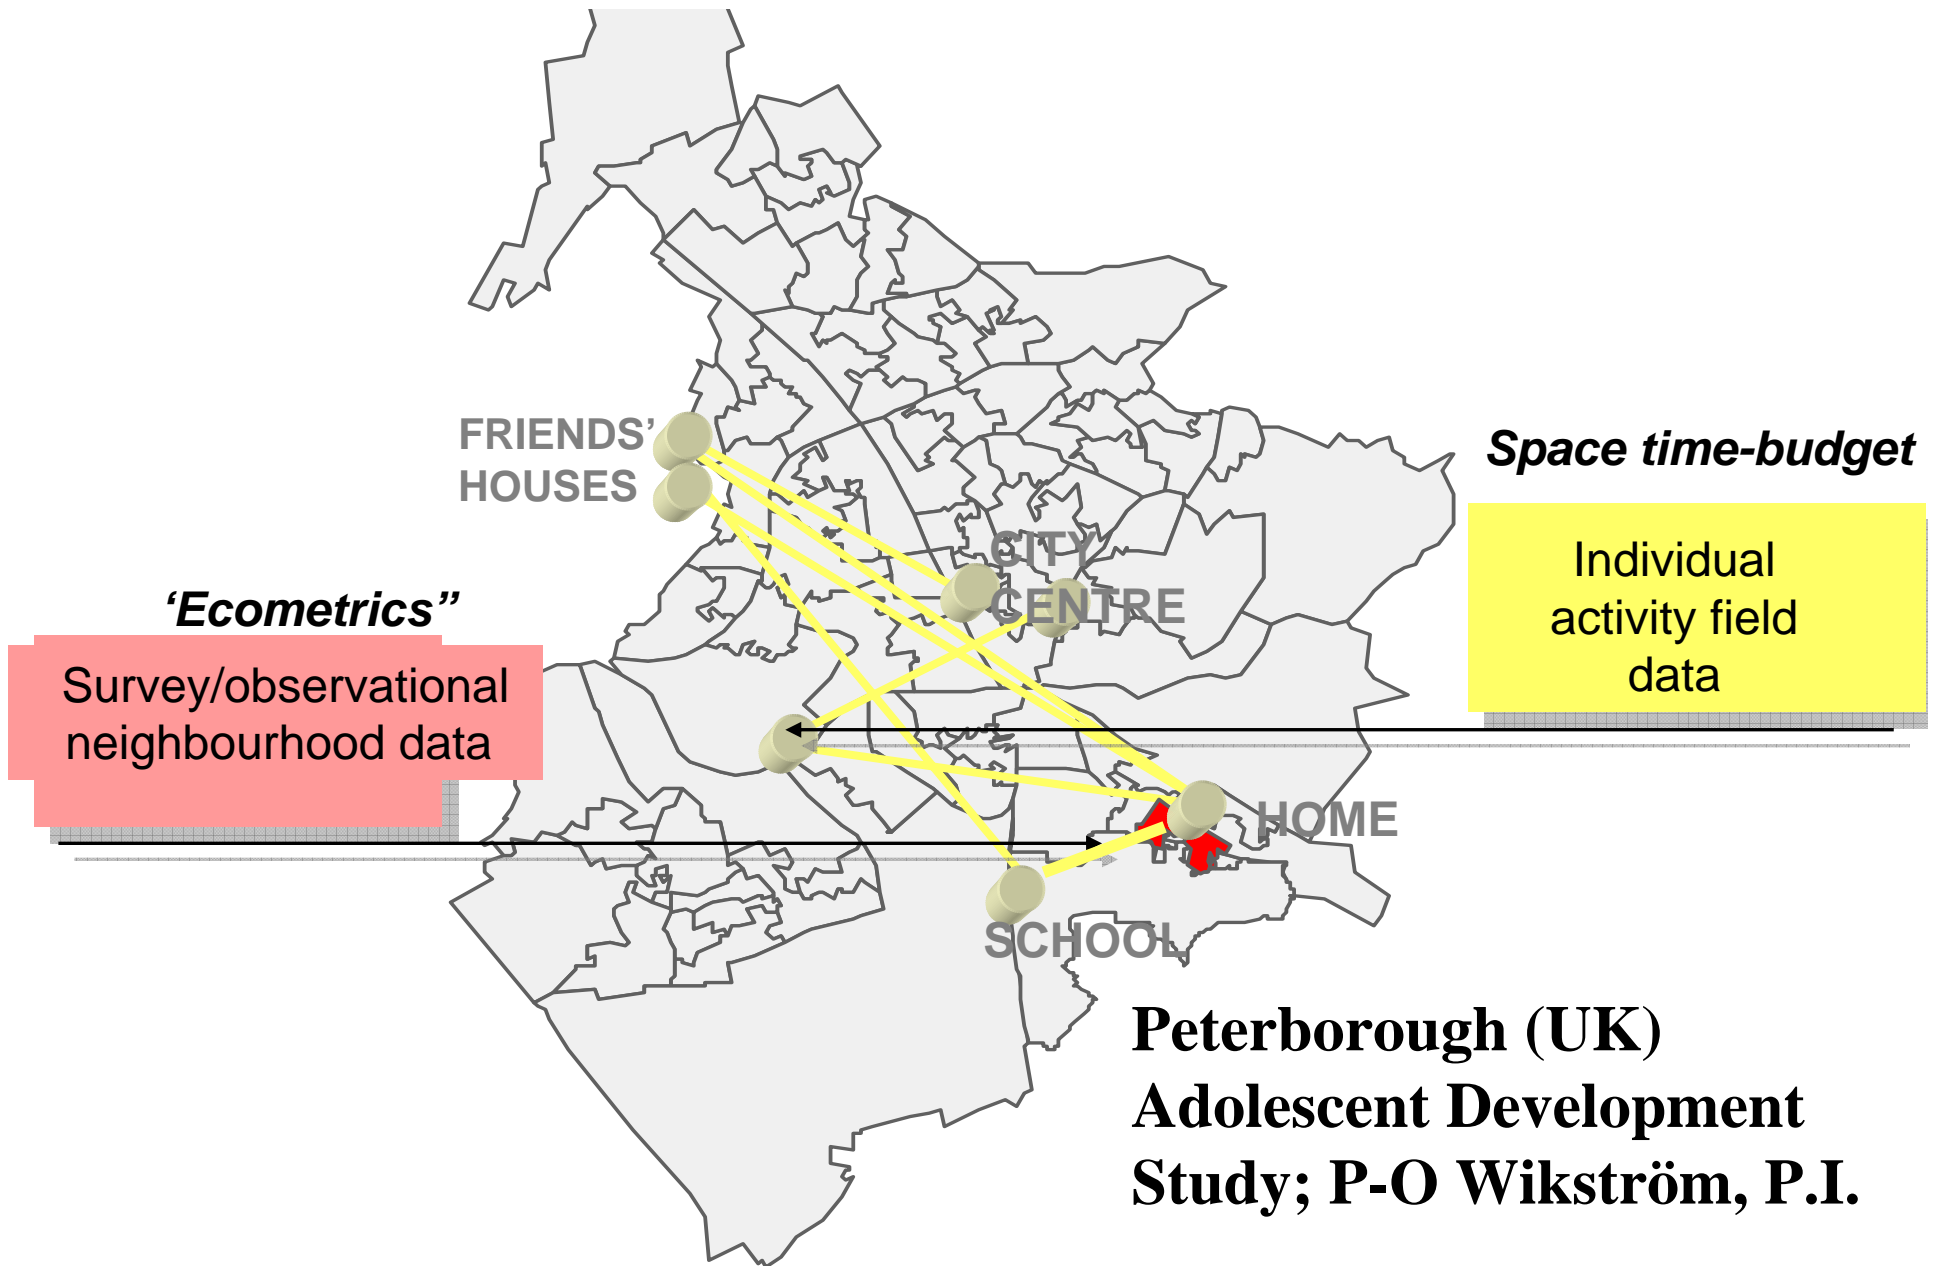 FRIENDS’
HOUSES
Space time-budget
Individual
activity field
data
CITY
CENTRE
‘Ecometrics”
Survey/observational
neighbourhood data
HOME
SCHOOL
Peterborough (UK)
Adolescent Development
Study; P-O Wikström, P.I.